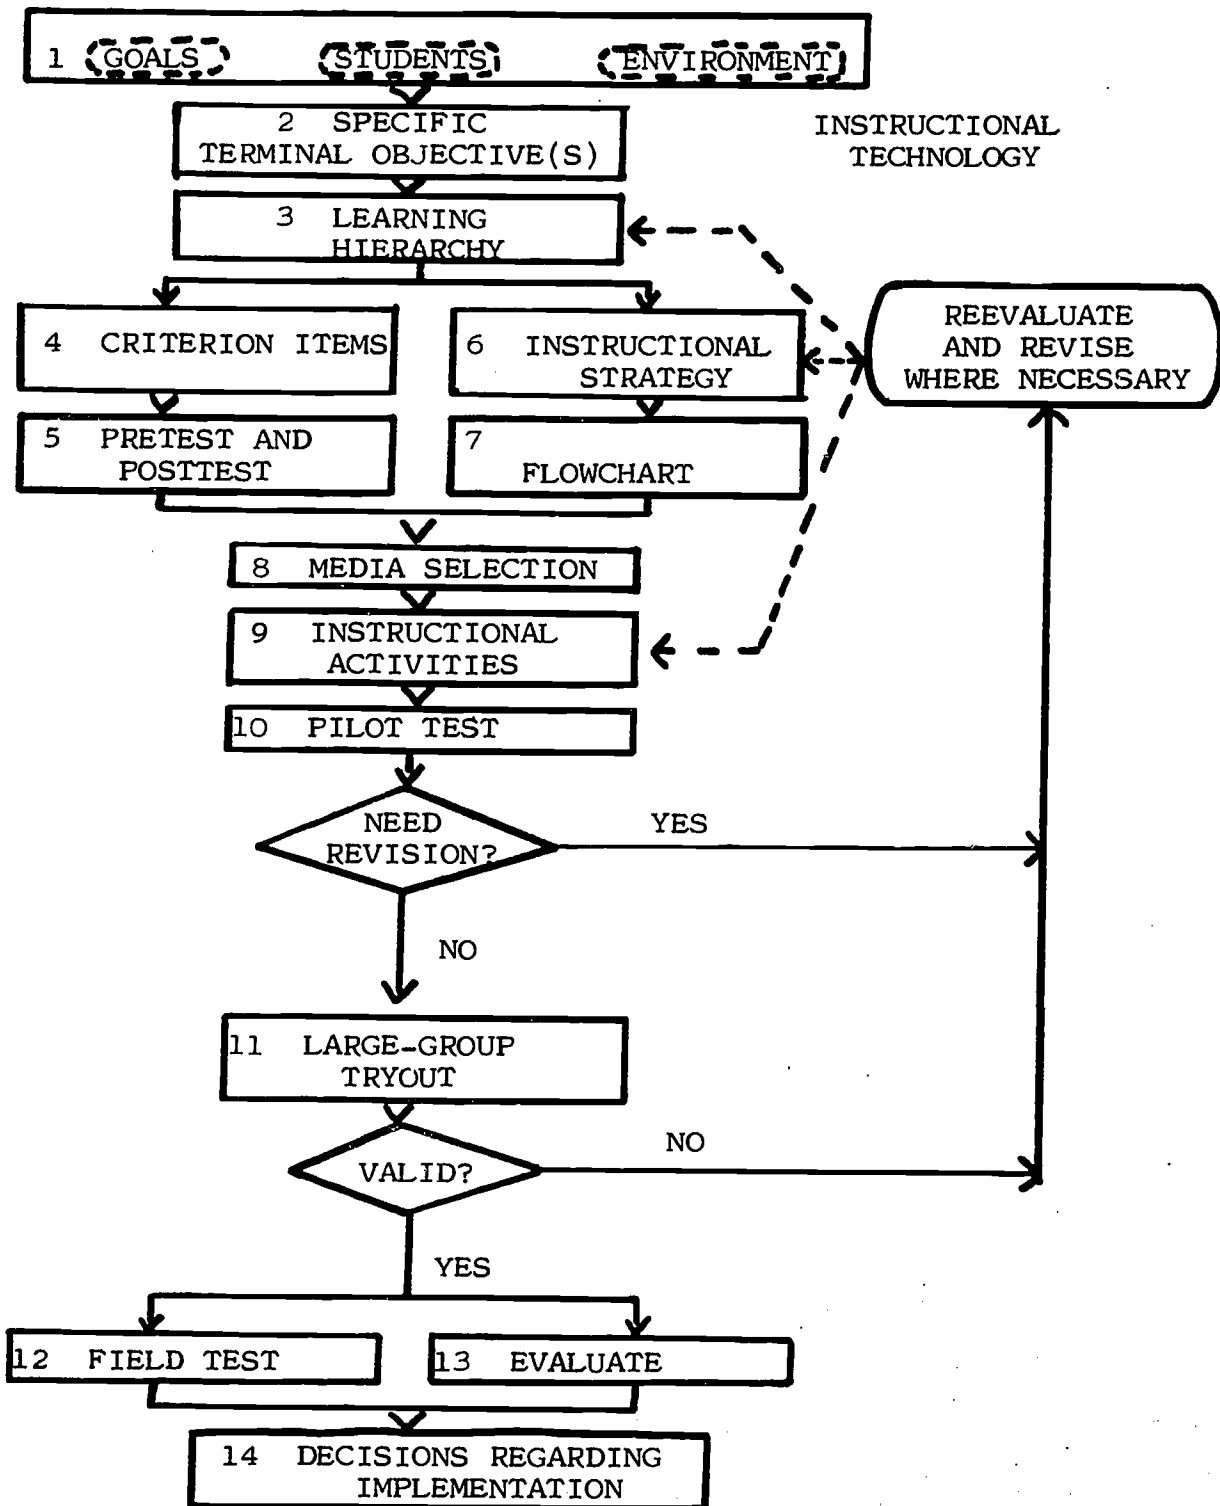 1 GOALS STUDENTS ENVIRONMENT
2 SPECIFIC
TERMINAL OBJECTIVE(S)
INSTRUCTIONAL
TECHNOLOGY
3 LEARNING
HIERARCHY
4 CRITERION ITEMS
6 INSTRUCTIONAL
STRATEGY
REEVALUATE
AND REVISE
WHERE NECESSARY
5 PRETEST AND
POSTTEST
7
FLOWCHART
8 MEDIA SELECTION
9 INSTRUCTIONAL
ACTIVITIES
10 PILOT TEST
NEED
REVISION?
YES
NO
11 LARGE-GROUP
TRYOUT
VALID?
NO
YES
12 FIELD TEST
13 EVALUATE
14 DECISIONS REGARDING
IMPLEMENTATION